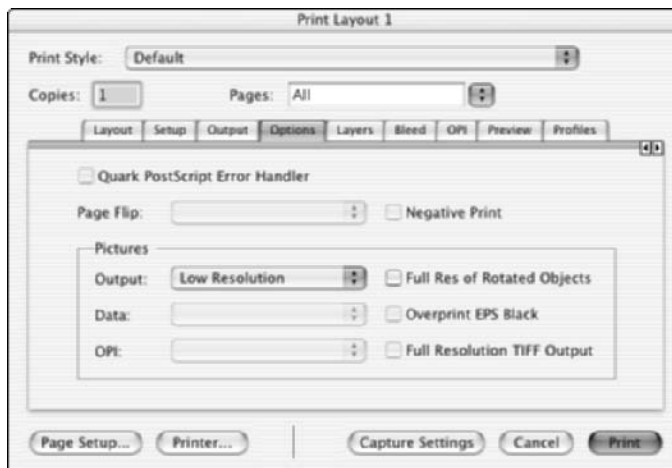 Print Layout 1
Print Style: Default
Copies: 1 Pages: All
Layout Setup Output Options Layers Bleed OPI Preview Profiles
Quark PostScript Error Handler
Page Flip: Negative Print
Pictures
Output: Low Resolution Full Res of Rotated Objects
Data: Overprint EPS Black
OPI: Full Resolution TIFF Output
Page Setup... Printer... Capture Settings Cancel Print